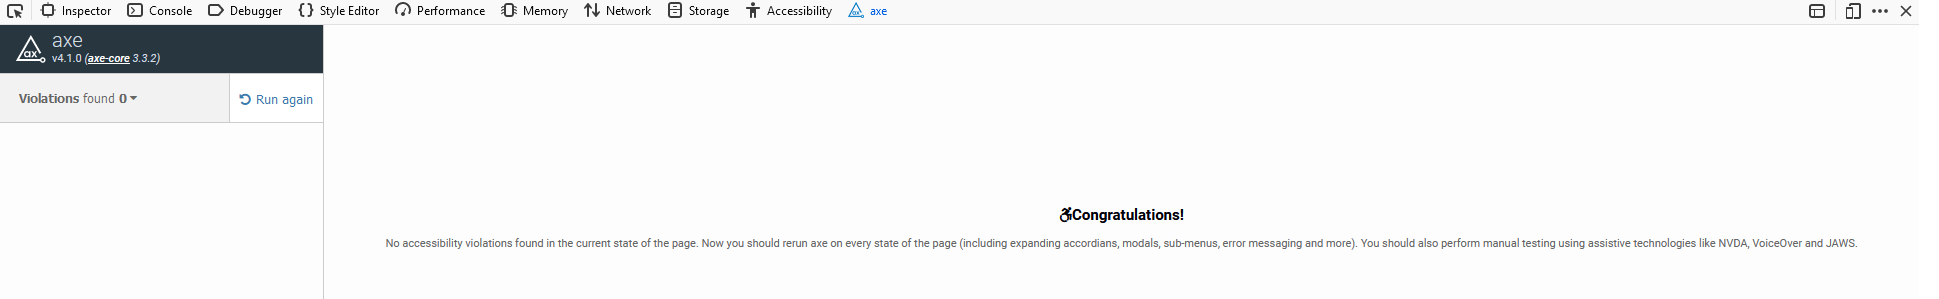 Inspector Console Debugger Style Editor Performance Memory Network Storage Accessibility axe
axe
v4.1.0 (axe-core 3.3.2)
Violations found 0 Run again
Congratulations!
No accessibility violations found in the current state of the page. Now you should rerun axe on every state of the page (including expanding accordians, modals, sub-menus, error messaging and more). You should also perform manual testing using assistive technologies like NVDA, VoiceOver and JAWS.